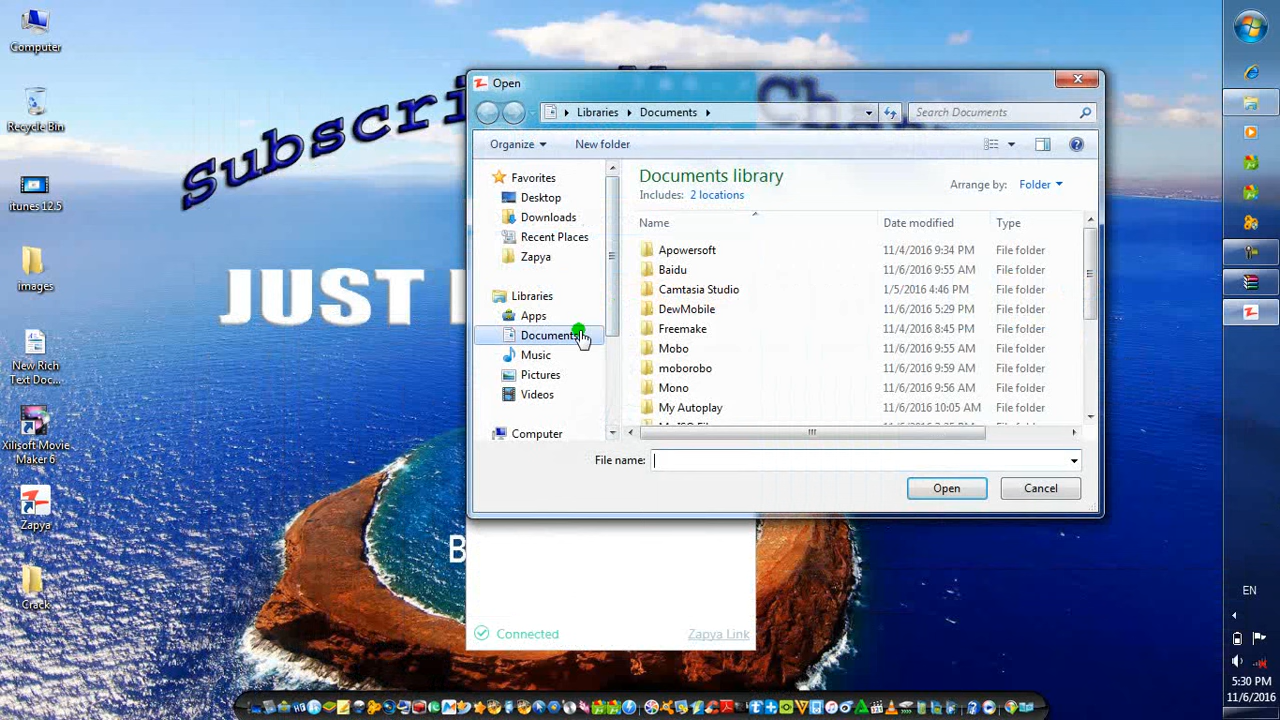 Computer
Recycle Bin
itunes 12.5
images
New Rich
Text Doc...
Xilisoft Movie
Maker 6
Zapya
Crack
Subscri
JUST
B
Open
Libraries
Documents
Search Documents
Organize
New folder
Favorites
Desktop
Downloads
Recent Places
Zapya
Libraries
Apps
Documents
Music
Pictures
Videos
Computer
Documents library
Includes: 2 locations
Arrange by: Folder
Name Date modified Type
Apowersoft 11/4/2016 9:34 PM File folder
Baidu 11/6/2016 9:55 AM File folder
Camtasia Studio 1/5/2016 4:46 PM File folder
DewMobile 11/6/2016 5:29 PM File folder
Freemake 11/4/2016 8:45 PM File folder
Mobo 11/6/2016 9:55 AM File folder
moborobo 11/6/2016 9:59 AM File folder
Mono 11/6/2016 9:56 AM File folder
My Autoplay 11/6/2016 10:05 AM File folder
File name:
Open Cancel
Connected Zapya Link
EN
5:30 PM
11/6/2016